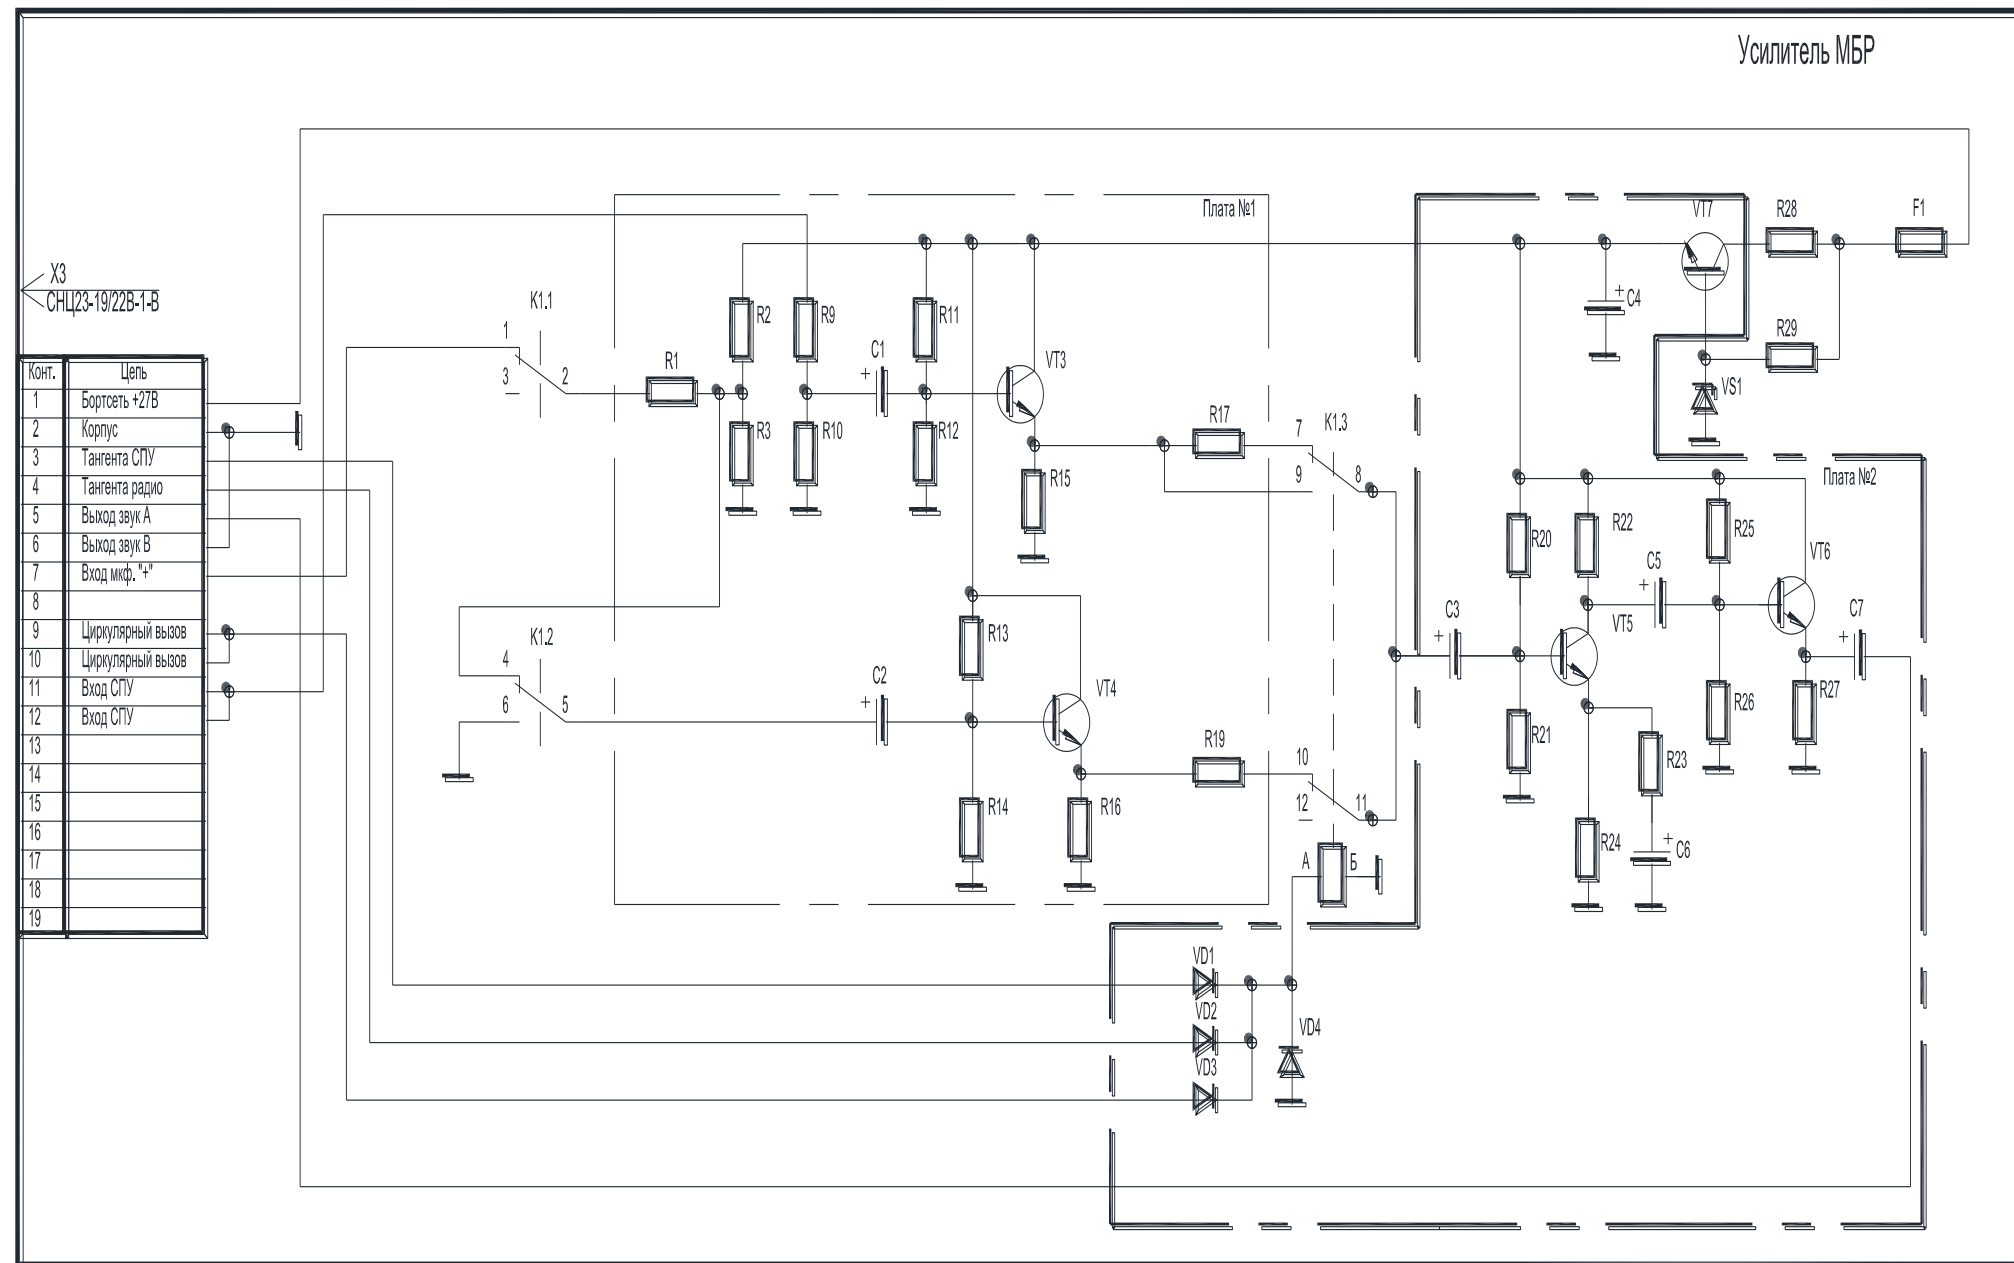 Усилитель МБР
Х3
СНЦ23-19/22В-1-В
Конт. Цепь
1 Бортсеть +27В
2 Корпус
3 Тангента СПУ
4 Тангента радио
5 Выход звук А
6 Выход звук В
7 Вход мкф. "+"
8
9 Циркулярный вызов
10 Циркулярный вызов
11 Вход СПУ
12 Вход СПУ
13
14
15
16
17
18
19
К1.1
1
3
2
К1.2
4
6
5
Плата №1
R1
R2
R3
R9
R10
C1
+
R11
R12
VT3
R15
R17
7
9
К1.3
8
R13
R14
C2
+
VT4
R16
R19
10
12
11
А
Б
VD1
VD2
VD3
VD4
VT7
R28
F1
R29
+
C4
VS1
Плата №2
R20
R22
R25
VT6
C5
+
C3
+
VT5
C7
+
R21
R26
R27
R23
R24
+
C6